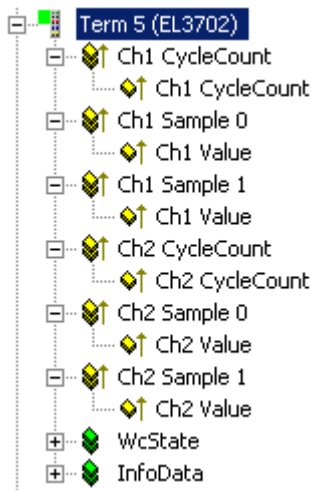 Term 5 (EL3702)
Ch1 CycleCount
Ch1 CycleCount
Ch1 Sample 0
Ch1 Value
Ch1 Sample 1
Ch1 Value
Ch2 CycleCount
Ch2 CycleCount
Ch2 Sample 0
Ch2 Value
Ch2 Sample 1
Ch2 Value
WcState
InfoData